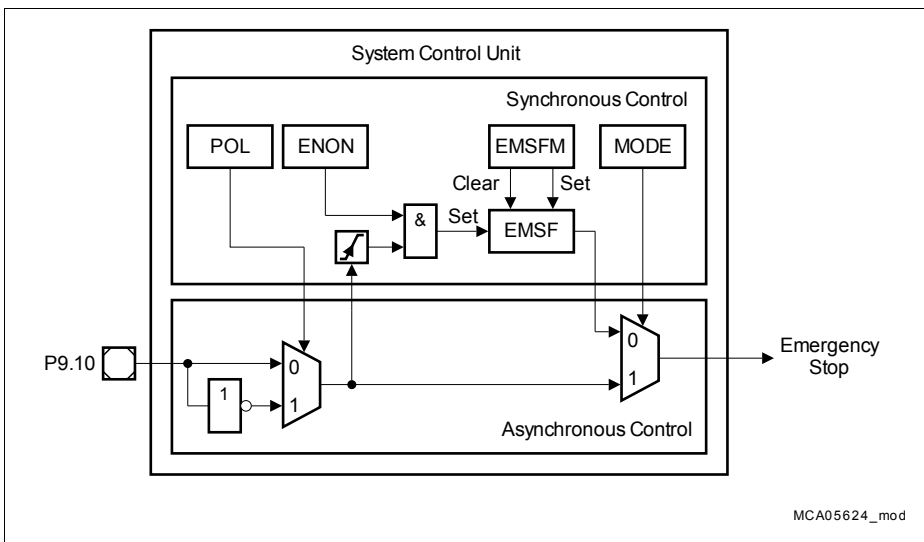 System Control Unit
Synchronous Control
POL
ENON
EMSFM
MODE
Clear
Set
&
Set
EMSF
P9.10
0
1
1
0
1
Emergency
Stop
Asynchronous Control
MCA05624_mod